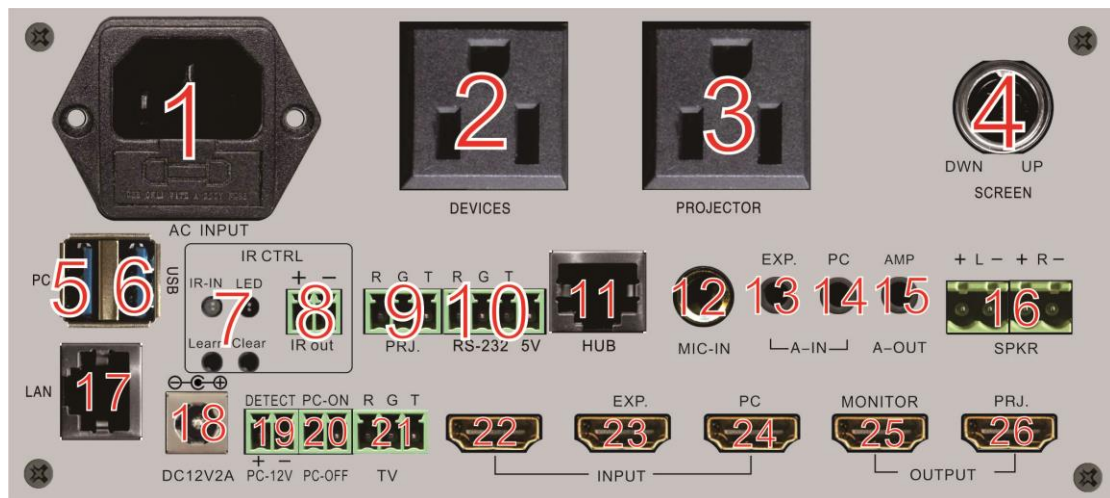 1
2
3
4
DWN UP
SCREEN
DEVICES
PROJECTOR
AC INPUT
PC
5
6
USB
IR CTRL
IR-IN LED
7
Learn Clear
+ −
8
IR out
R G T R G T
9
10
PRJ. RS-232 5V
11
HUB
12
MIC-IN
EXP. PC AMP
13
14
15
A-IN A-OUT
+ L − + R −
16
SPKR
LAN
17
18
DC12V2A
DETECT PC-ON R G T
19
20
21
+ −
PC-12V PC-OFF TV
EXP. PC MONITOR PRJ.
22
23
24
25
26
INPUT OUTPUT